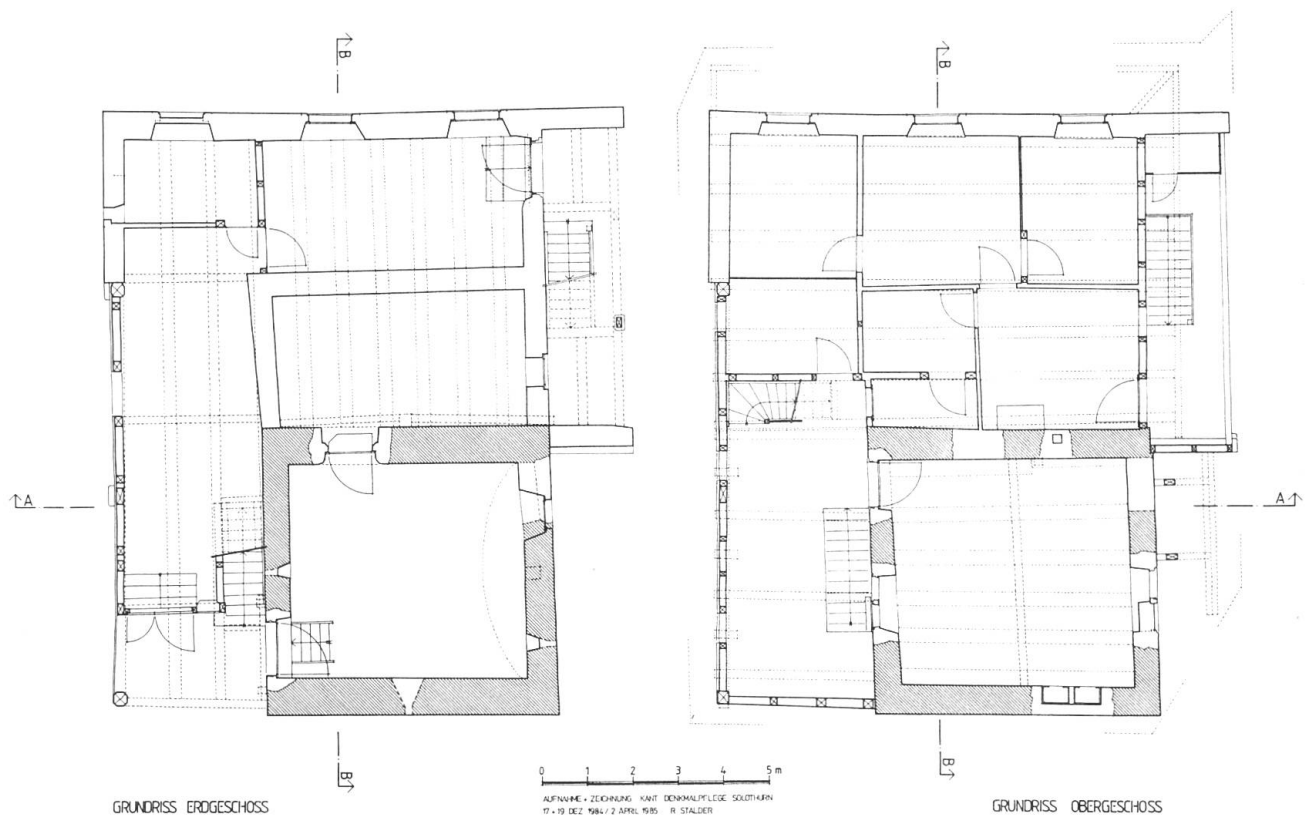 B
B
A
A
B
B
0 1 2 3 4 5 m
AUFNAHME + ZEICHNUNG KANT DENKMALPFLEGE SOLOTHURN
17 + 19 DEZ 1984 / 2 APRIL 1985 R STALDER
GRUNDRISS ERDGESCHOSS
GRUNDRISS OBERGESCHOSS